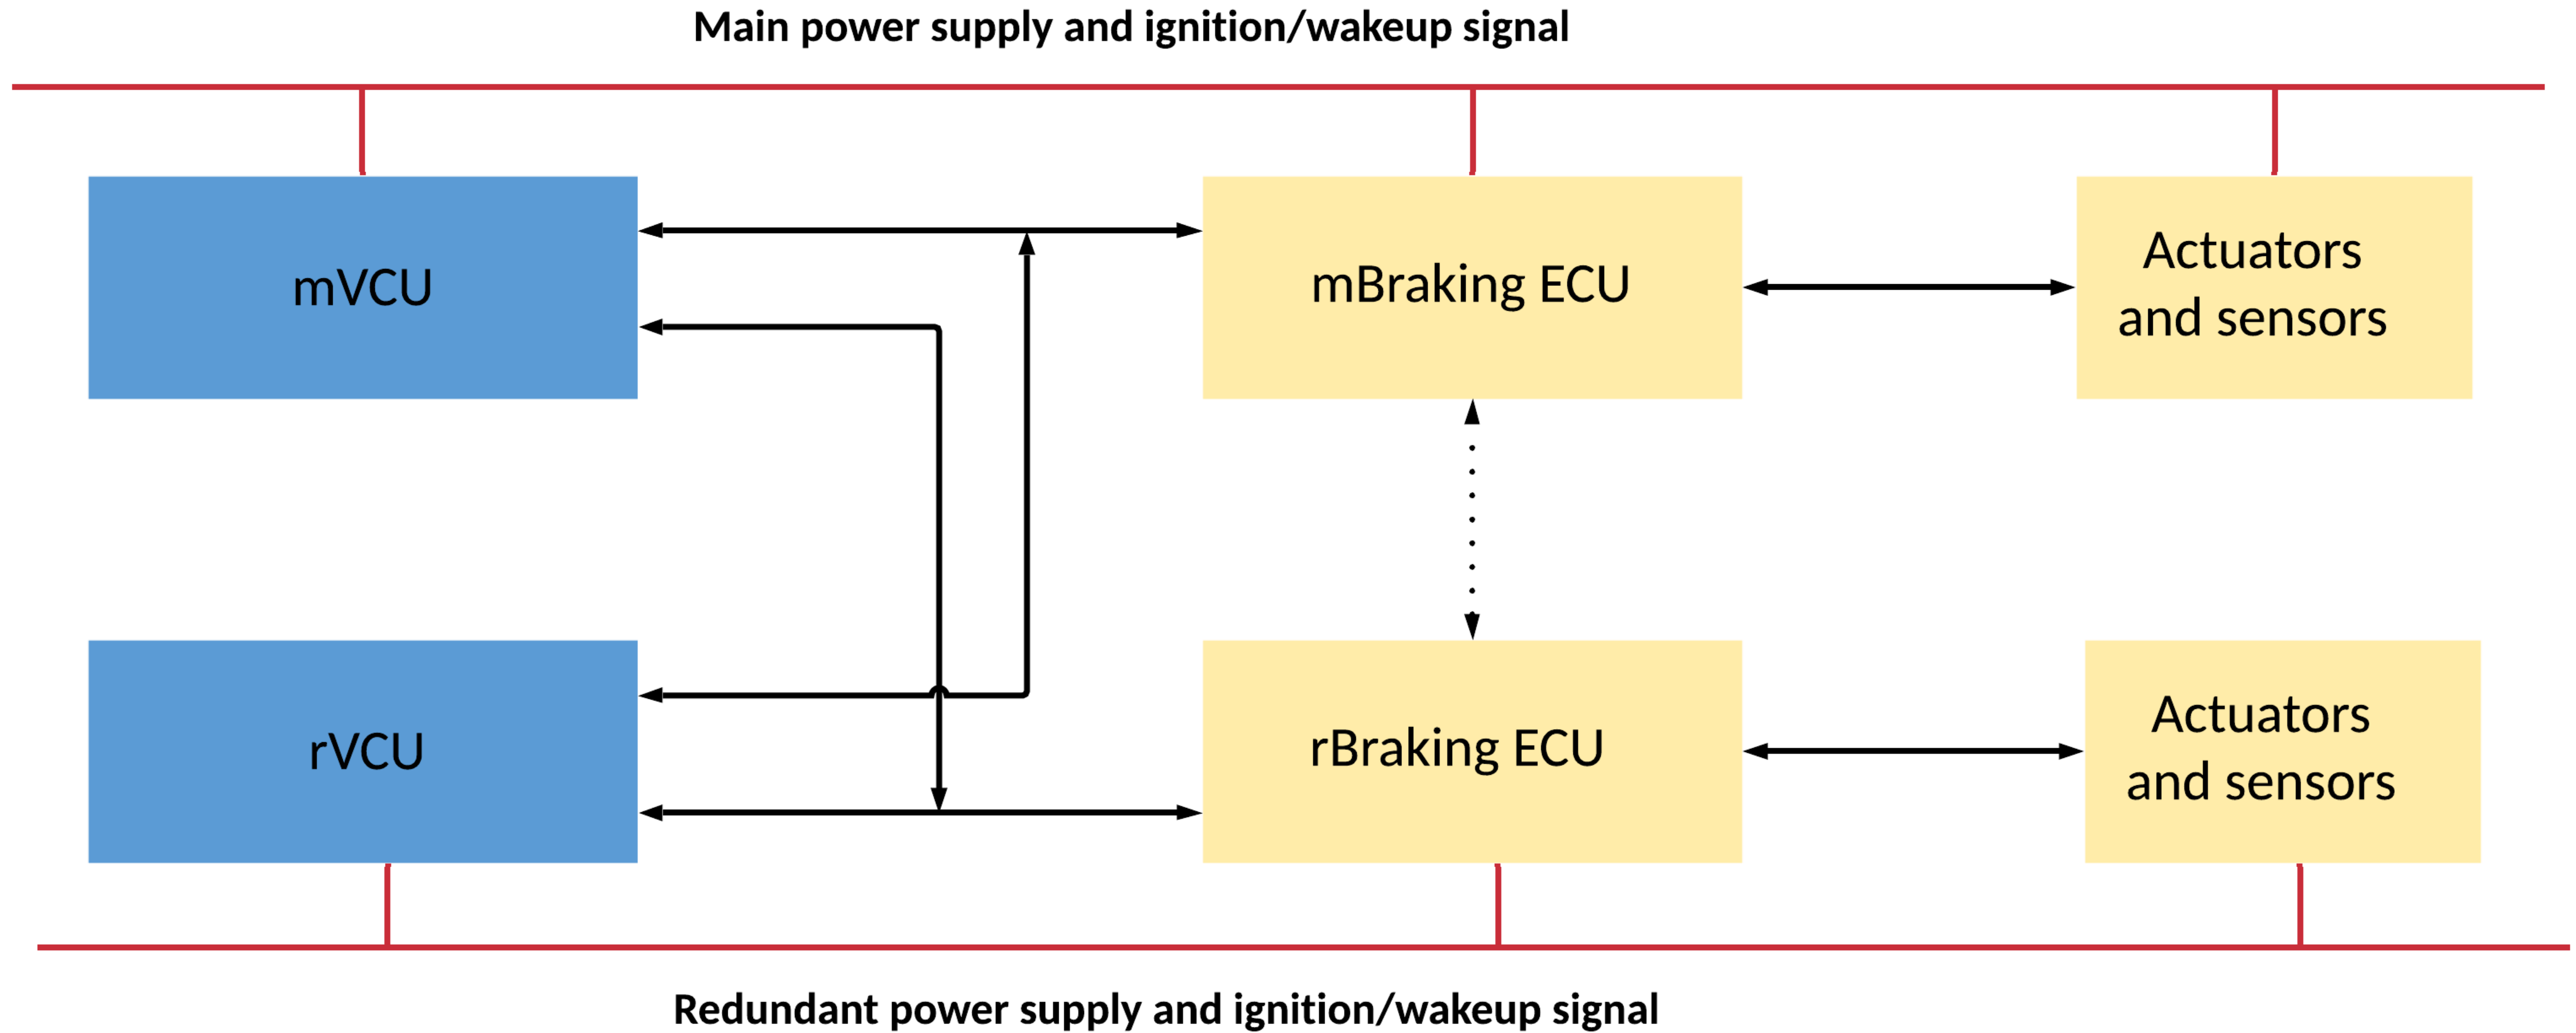 Main power supply and ignition/wakeup signal
mVCU
mBraking ECU
Actuators
and sensors
rVCU
rBraking ECU
Actuators
and sensors
Redundant power supply and ignition/wakeup signal